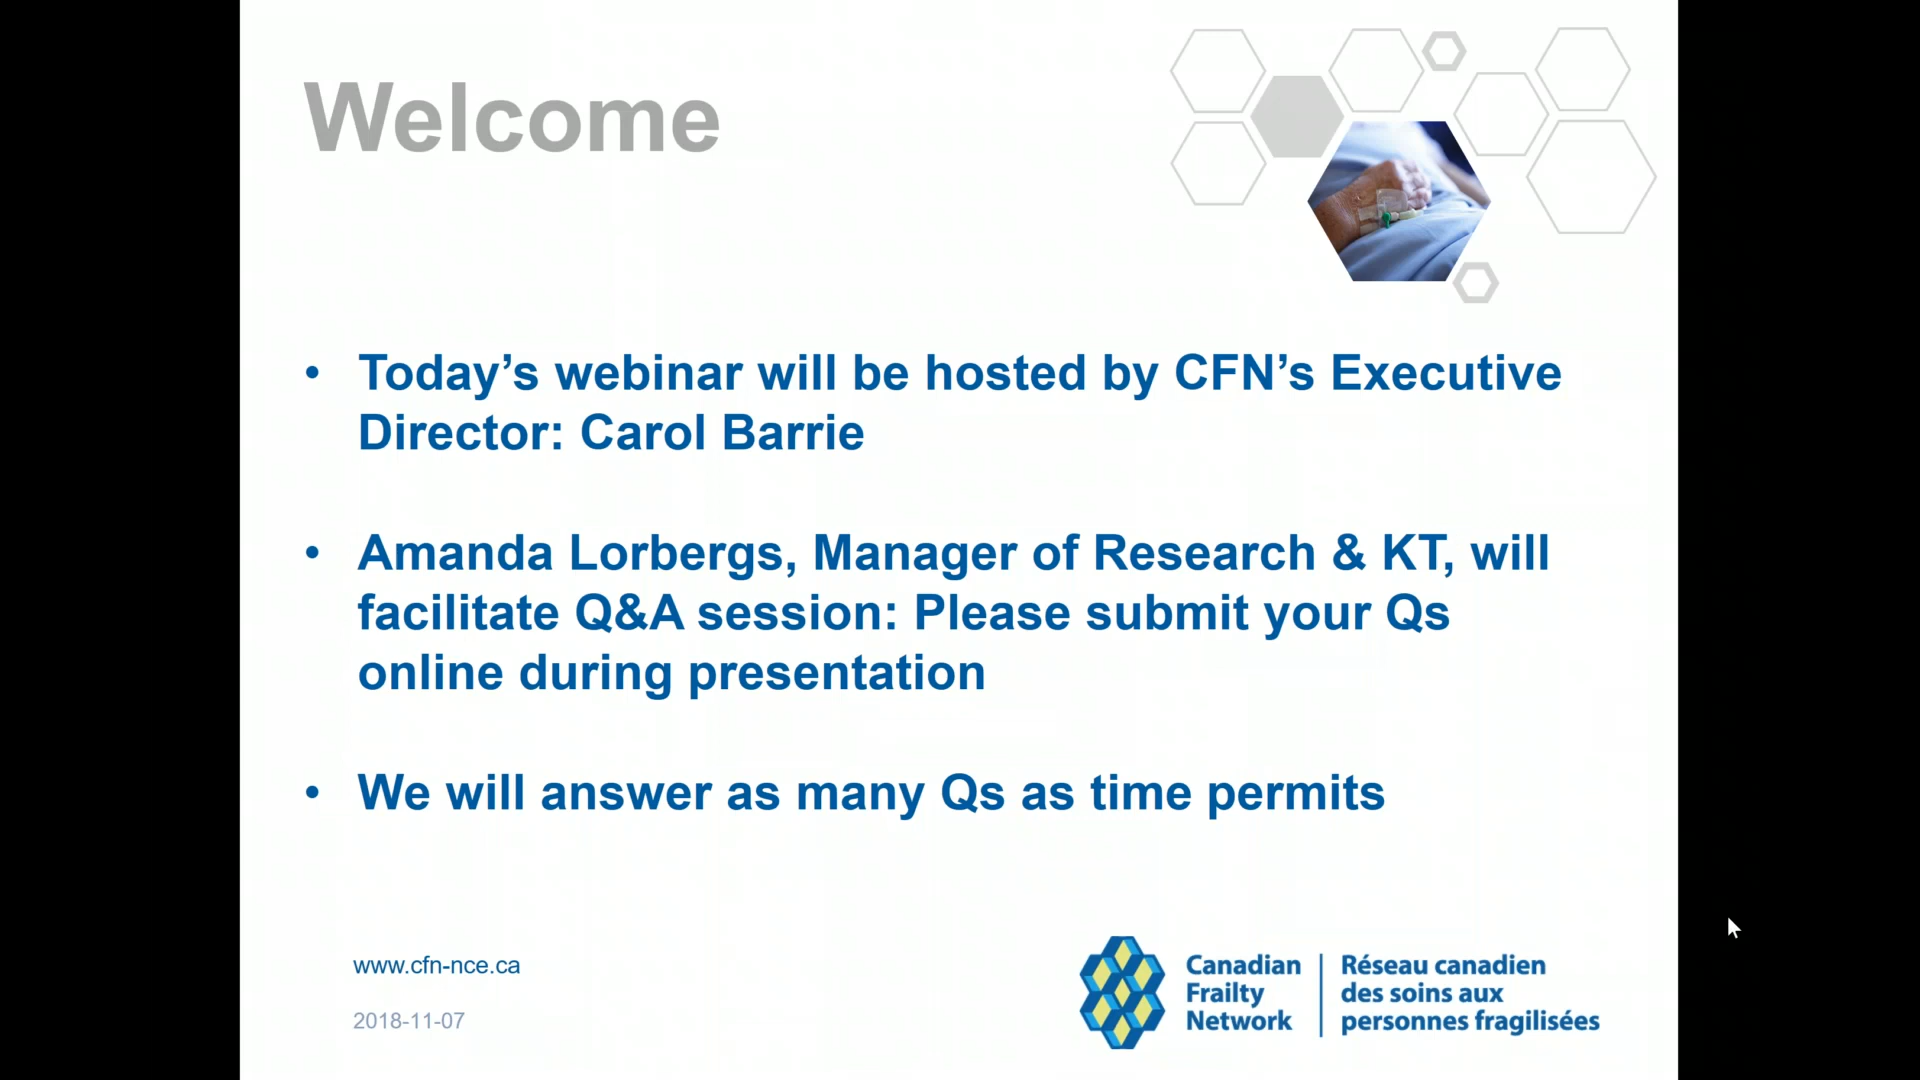 Welcome
• Today’s webinar will be hosted by CFN’s Executive
Director: Carol Barrie
• Amanda Lorbergs, Manager of Research & KT, will
facilitate Q&A session: Please submit your Qs
online during presentation
• We will answer as many Qs as time permits
www.cfn-nce.ca
2018-11-07
Canadian
Frailty
Network
Réseau canadien
des soins aux
personnes fragilisées